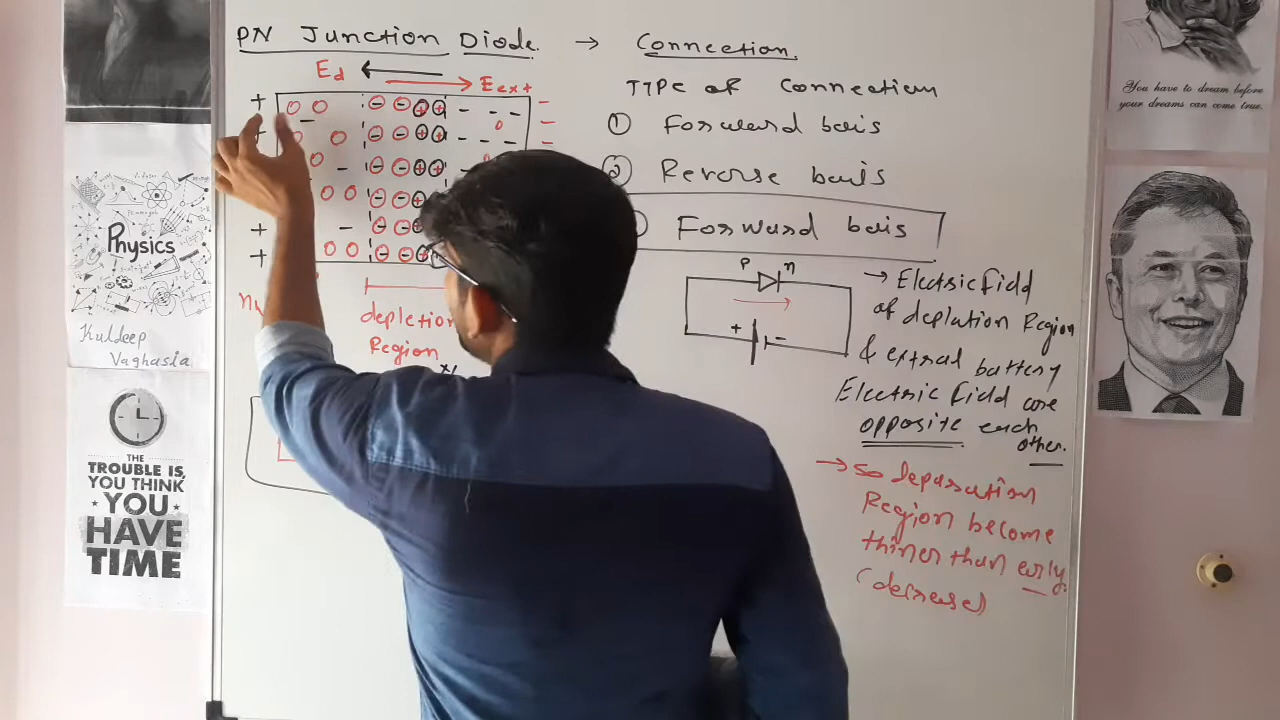 PN Junction Diode. → Connection.
Ed
Eext
Type of Connection
① Forward bais
② Reverse bais
Forward bais
depletion
Region
P n
+ -
→ Electric field
of deplation Region
& extral battery
Electric field are
opposite each
other.
→ so deparation
Region become
thiner than early.
(decrease)
Physics
Kuldeep
Vaghasia
THE
TROUBLE IS,
YOU THINK
YOU
HAVE
TIME
You have to dream before
your dreams can come true.